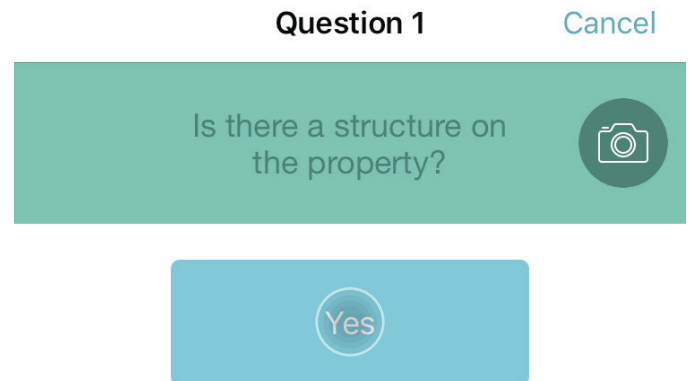 Question 1
Cancel
Is there a structure on
the property?
Yes